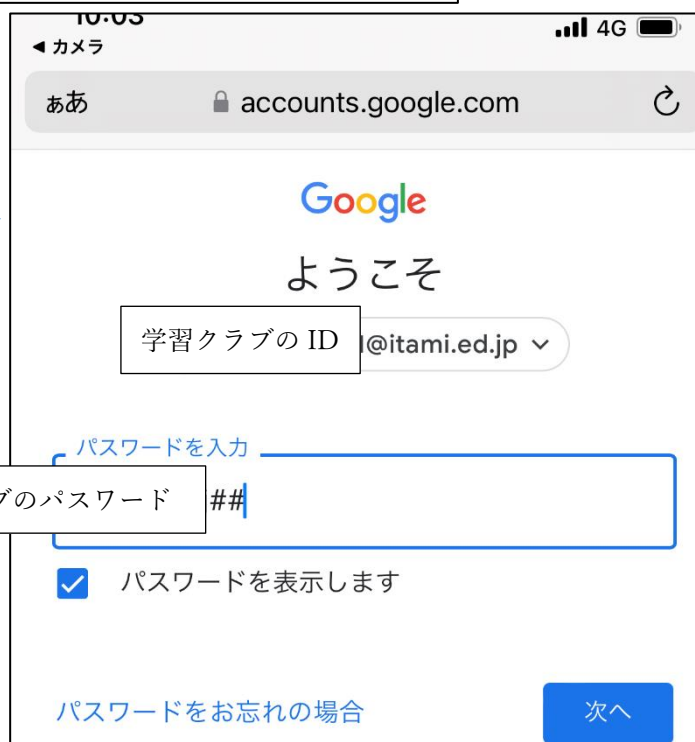 10:03
4G
◀ カメラ
ぁあ accounts.google.com
Google
ようこそ
学習クラブの ID
@itami.ed.jp
パスワードを入力
ブのパスワード
##
パスワードを表示します
パスワードをお忘れの場合
次へ